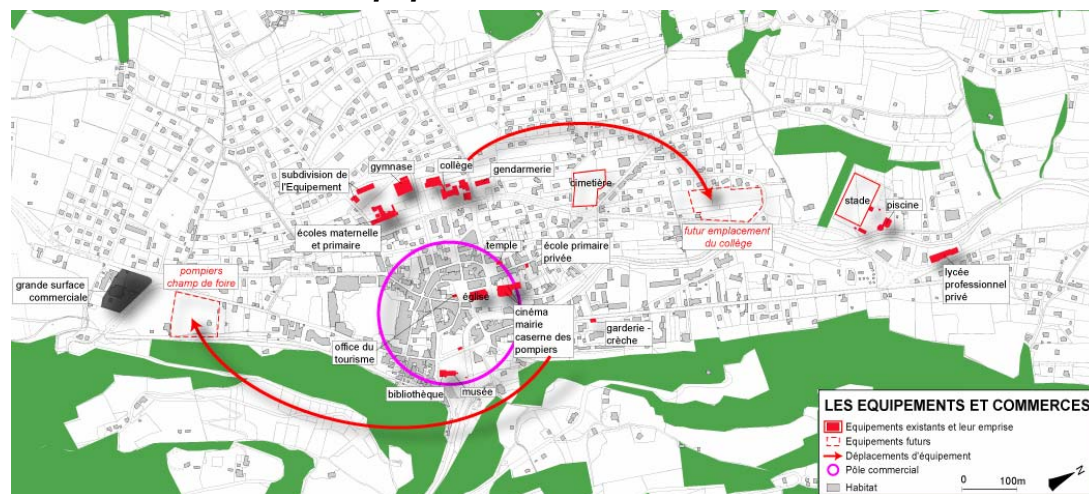 subdivision de
l'Equipement
gymnase
collège
gendarmerie
cimetière
stade
piscine
écoles maternelle
et primaire
temple
école primaire
privée
futur emplacement
du collège
grande surface
commerciale
pompiers
champ de foire
église
cinéma
mairie
caserne des
pompiers
garderie -
crèche
lycée
professionnel
privé
office du
tourisme
bibliothèque
musée
LES EQUIPEMENTS ET COMMERCES
Equipements existants et leur emprise
Equipements futurs
Déplacements d'équipement
Pôle commercial
Habitat
0 100m
N